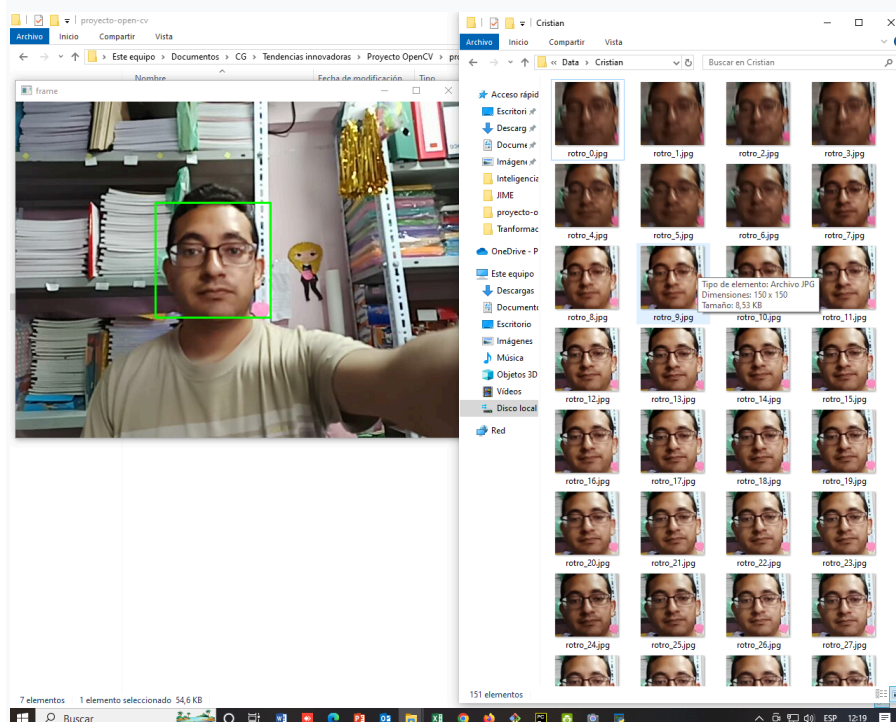 proyecto-open-cv
Archivo Inicio Compartir Vista
Este equipo > Documentos > CG > Tendencias innovadoras > Proyecto OpenCV >
Nombre Fecha de modificación Tipo
frame
7 elementos 1 elemento seleccionado 54,6 KB
Cristian
Archivo Inicio Compartir Vista
« Data > Cristian
Buscar en Cristian
Acceso rápid
Escritori
Descarg
Docume
Imágen
Inteligencia
JIME
proyecto-o
Tranformac
OneDrive - P
Este equipo
Descargas
Documento
Escritorio
Imágenes
Música
Objetos 3D
Vídeos
Disco local
Red
rotro_0.jpg rotro_1.jpg rotro_2.jpg rotro_3.jpg
rotro_4.jpg rotro_5.jpg rotro_6.jpg rotro_7.jpg
Tipo de elemento: Archivo JPG
Dimensiones: 150 x 150
Tamaño: 8,53 KB
rotro_8.jpg rotro_9.jpg rotro_10.jpg rotro_11.jpg
rotro_12.jpg rotro_13.jpg rotro_14.jpg rotro_15.jpg
rotro_16.jpg rotro_17.jpg rotro_18.jpg rotro_19.jpg
rotro_20.jpg rotro_21.jpg rotro_22.jpg rotro_23.jpg
rotro_24.jpg rotro_25.jpg rotro_26.jpg rotro_27.jpg
151 elementos
Buscar
ESP 12:19